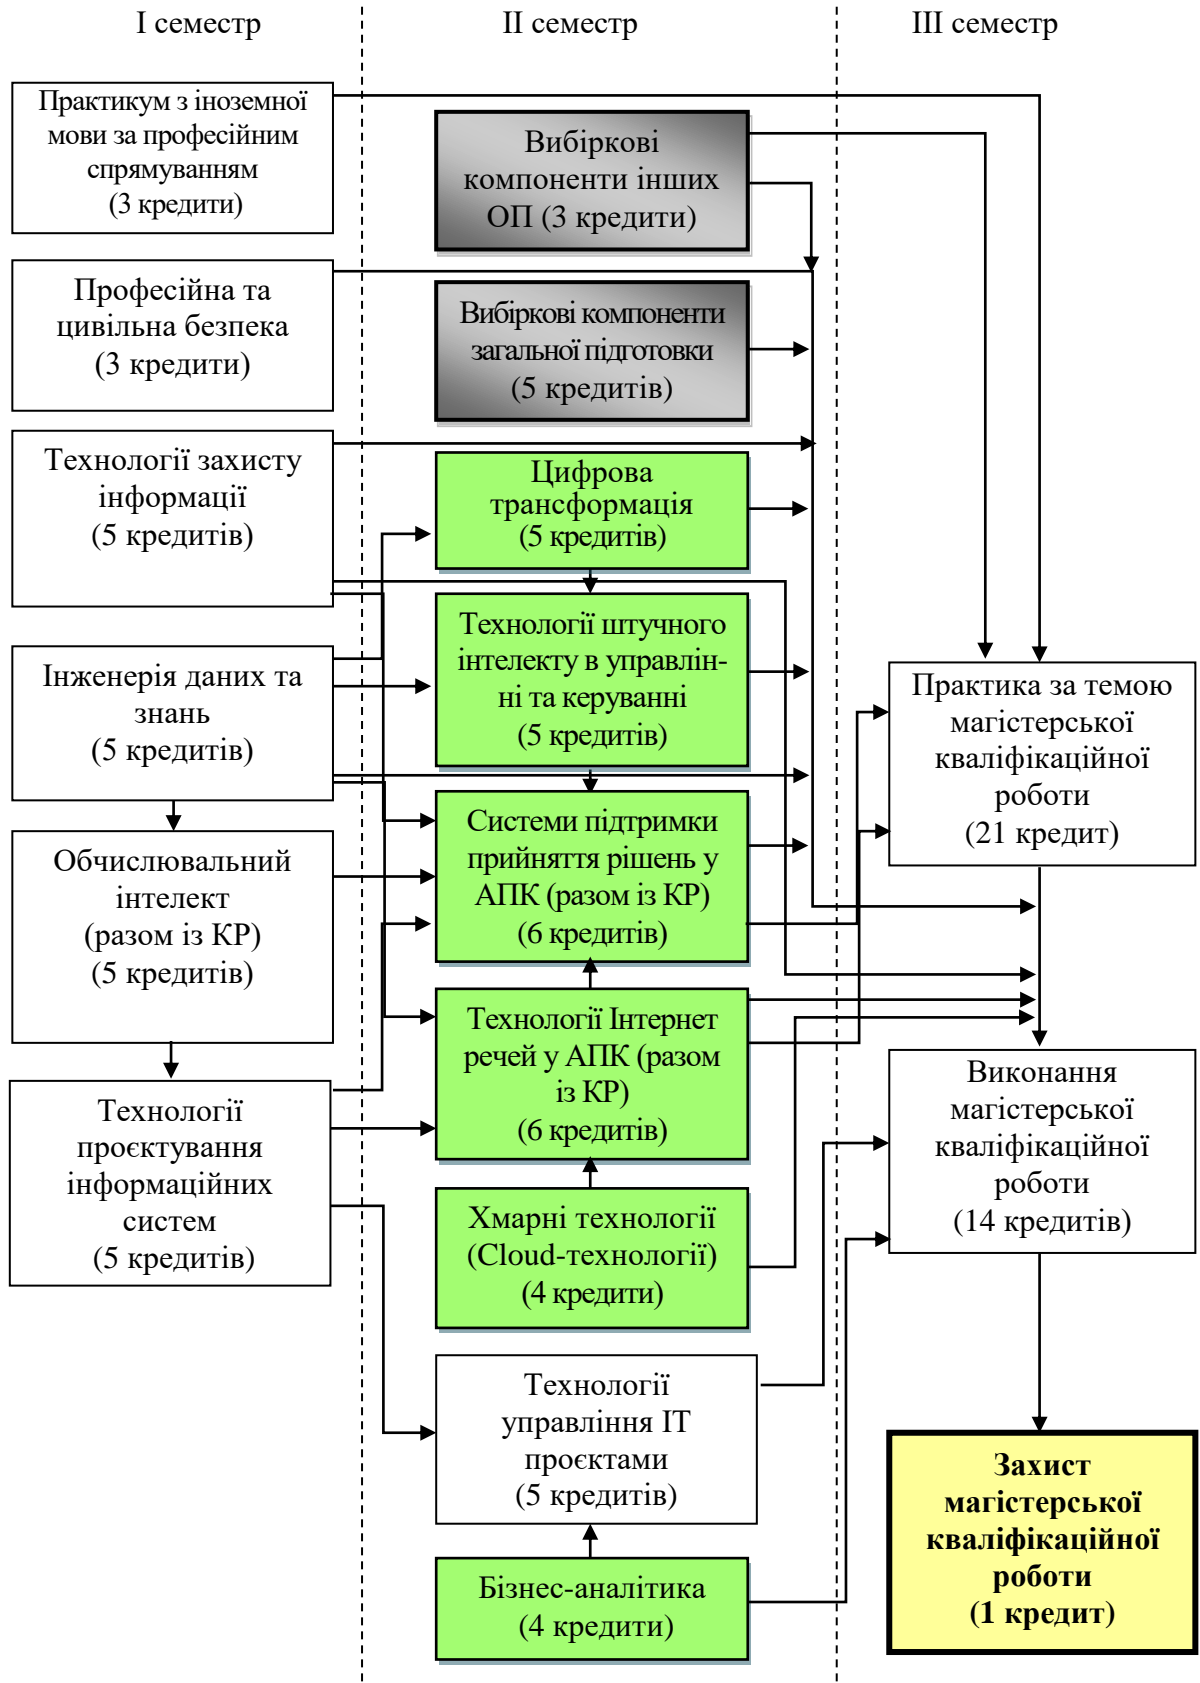 І семестр
ІІ семестр
ІІІ семестр
Практикум з іноземної
мови за професійним
спрямуванням
(3 кредити)
Професійна та
цивільна безпека
(3 кредити)
Технології захисту
інформації
(5 кредитів)
Інженерія даних та
знань
(5 кредитів)
Обчислювальний
інтелект
(разом із КР)
(5 кредитів)
Технології
проєктування
інформаційних
систем
(5 кредитів)
Вибіркові
компоненти інших
ОП (3 кредити)
Вибіркові компоненти
загальної підготовки
(5 кредитів)
Цифрова
трансформація
(5 кредитів)
Технології штучного
інтелекту в управлін-
ні та керуванні
(5 кредитів)
Системи підтримки
прийняття рішень у
АПК (разом із КР)
(6 кредитів)
Технології Інтернет
речей у АПК (разом
із КР)
(6 кредитів)
Хмарні технології
(Cloud-технології)
(4 кредити)
Технології
управління ІТ
проєктами
(5 кредитів)
Бізнес-аналітика
(4 кредити)
Практика за темою
магістерської
кваліфікаційної
роботи
(21 кредит)
Виконання
магістерської
кваліфікаційної
роботи
(14 кредитів)
Захист
магістерської
кваліфікаційної
роботи
(1 кредит)